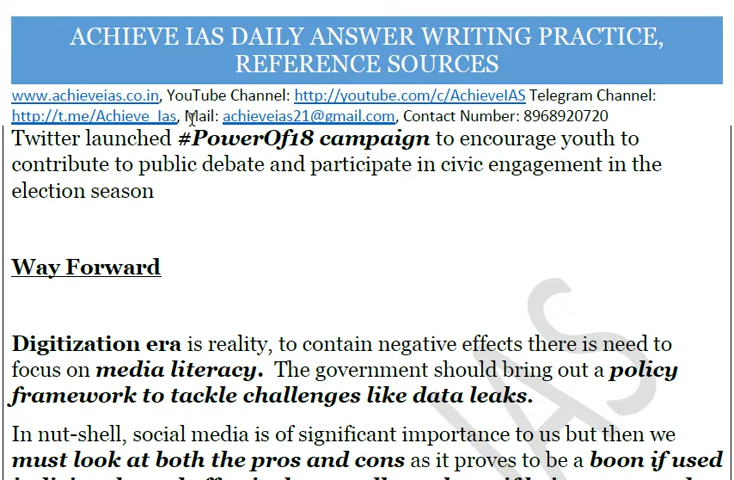 ACHIEVE IAS DAILY ANSWER WRITING PRACTICE,
REFERENCE SOURCES
www.achieveias.co.in, YouTube Channel: http://youtube.com/c/AchieveIAS Telegram Channel:
http://t.me/Achieve_Ias, Mail: achieveias21@gmail.com, Contact Number: 8968920720
Twitter launched #PowerOf18 campaign to encourage youth to
contribute to public debate and participate in civic engagement in the
election season
Way Forward
Digitization era is reality, to contain negative effects there is need to
focus on media literacy. The government should bring out a policy
framework to tackle challenges like data leaks.
In nut-shell, social media is of significant importance to us but then we
must look at both the pros and cons as it proves to be a boon if used
IAS